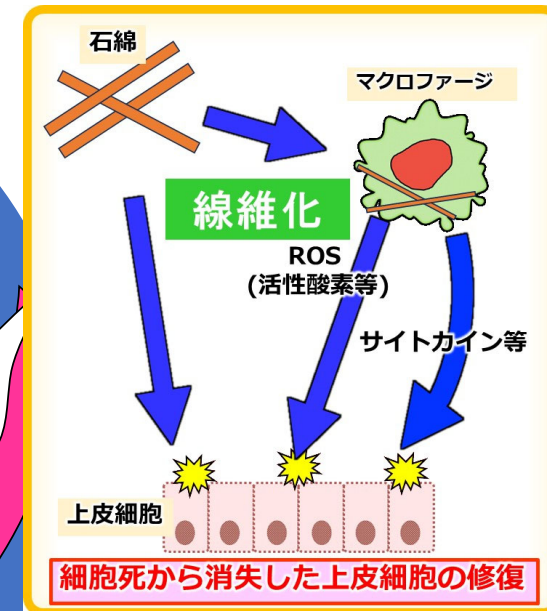 石綿
マクロファージ
線維化
ROS
(活性酸素等)
サイトカイン等
上皮細胞
細胞死から消失した上皮細胞の修復